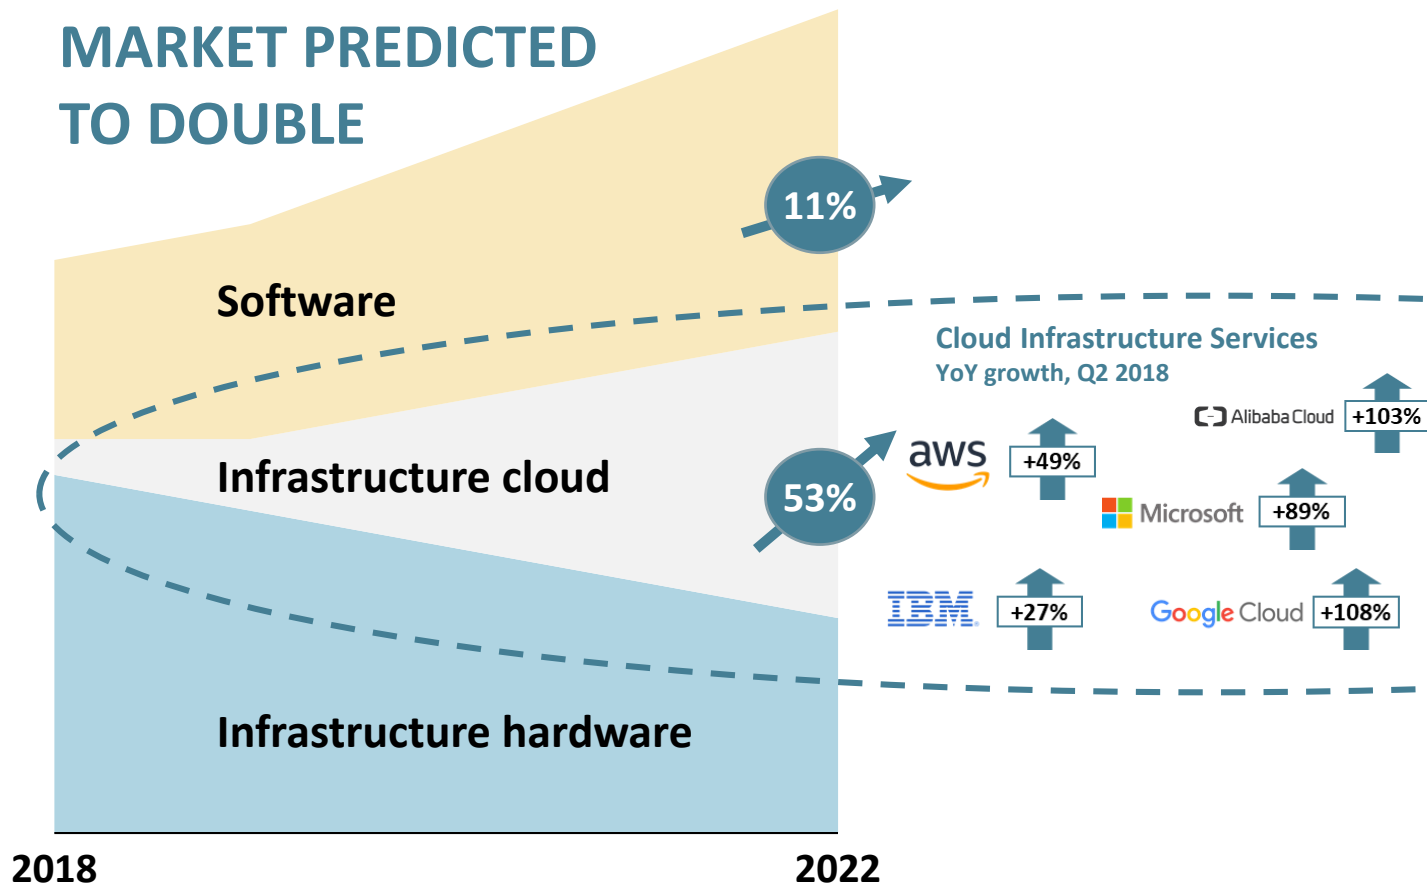 MARKET PREDICTED
TO DOUBLE
11%
Software
Cloud Infrastructure Services
YoY growth, Q2 2018
Alibaba Cloud
+103%
aws
+49%
Infrastructure cloud
53%
Microsoft
+89%
IBM
+27%
Google Cloud
+108%
Infrastructure hardware
2018
2022